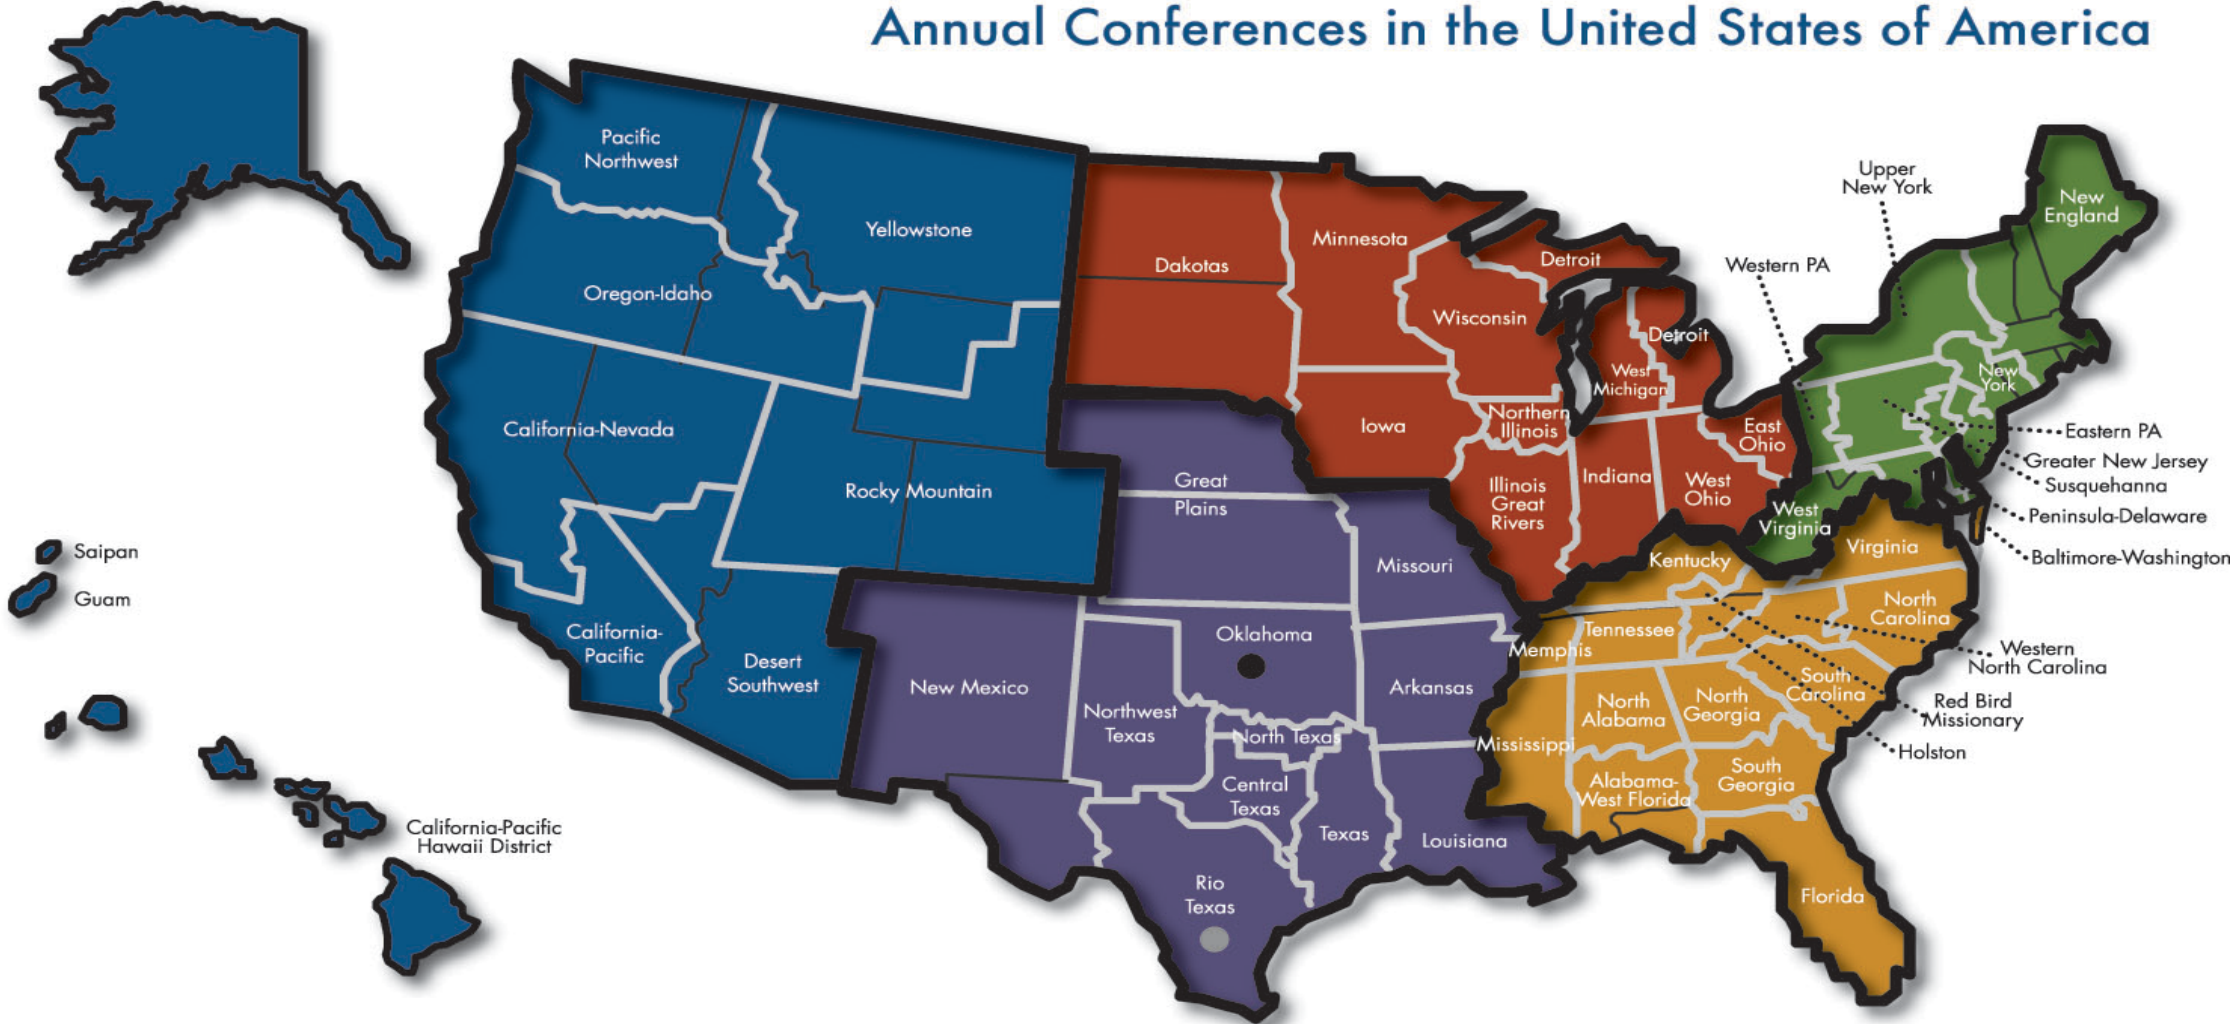 Annual Conferences in the United States of America
Pacific
Northwest
Yellowstone
Oregon-Idaho
California-Nevada
Rocky Mountain
California-
Pacific
Desert
Southwest
Saipan
Guam
California-Pacific
Hawaii District
Dakotas
Minnesota
Wisconsin
Detroit
Detroit
West
Michigan
Iowa
Northern
Illinois
Illinois
Great
Rivers
Indiana
East
Ohio
West
Ohio
Great
Plains
Missouri
Oklahoma
Arkansas
New Mexico
Northwest
Texas
North Texas
Central
Texas
Texas
Louisiana
Rio
Texas
Upper
New York
New
England
Western PA
New
York
Eastern PA
Greater New Jersey
Susquehanna
Peninsula-Delaware
Baltimore-Washington
West
Virginia
Virginia
Kentucky
North
Carolina
Tennessee
Memphis
Western
North Carolina
South
Carolina
Red Bird
Missionary
Holston
North
Alabama
North
Georgia
Mississippi
Alabama-
West Florida
South
Georgia
Florida